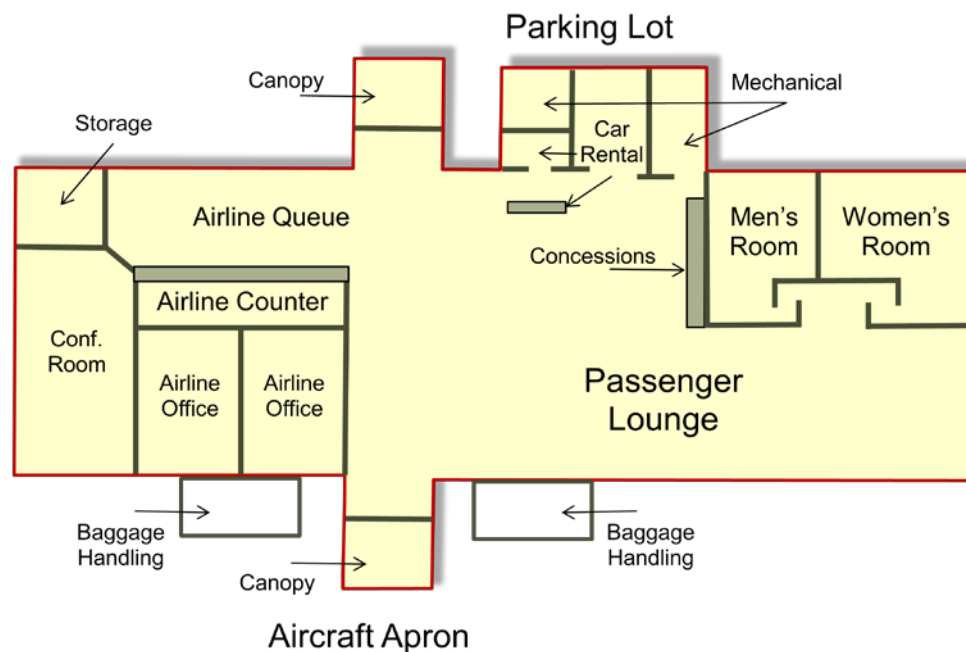 Parking Lot
Canopy
Mechanical
Storage
Car
Rental
Airline Queue
Men's
Room
Women's
Room
Concessions
Airline Counter
Conf.
Room
Airline
Office
Airline
Office
Passenger
Lounge
Baggage
Handling
Baggage
Handling
Canopy
Aircraft Apron